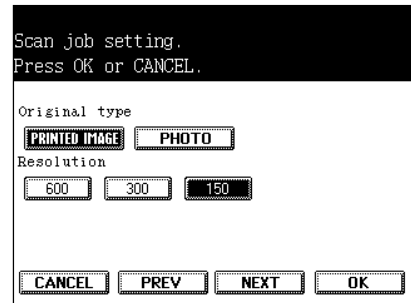 Scan job setting.
Press OK or CANCEL.
Original type
PRINTED IMAGE PHOTO
Resolution
600 300 150
CANCEL PREV NEXT OK